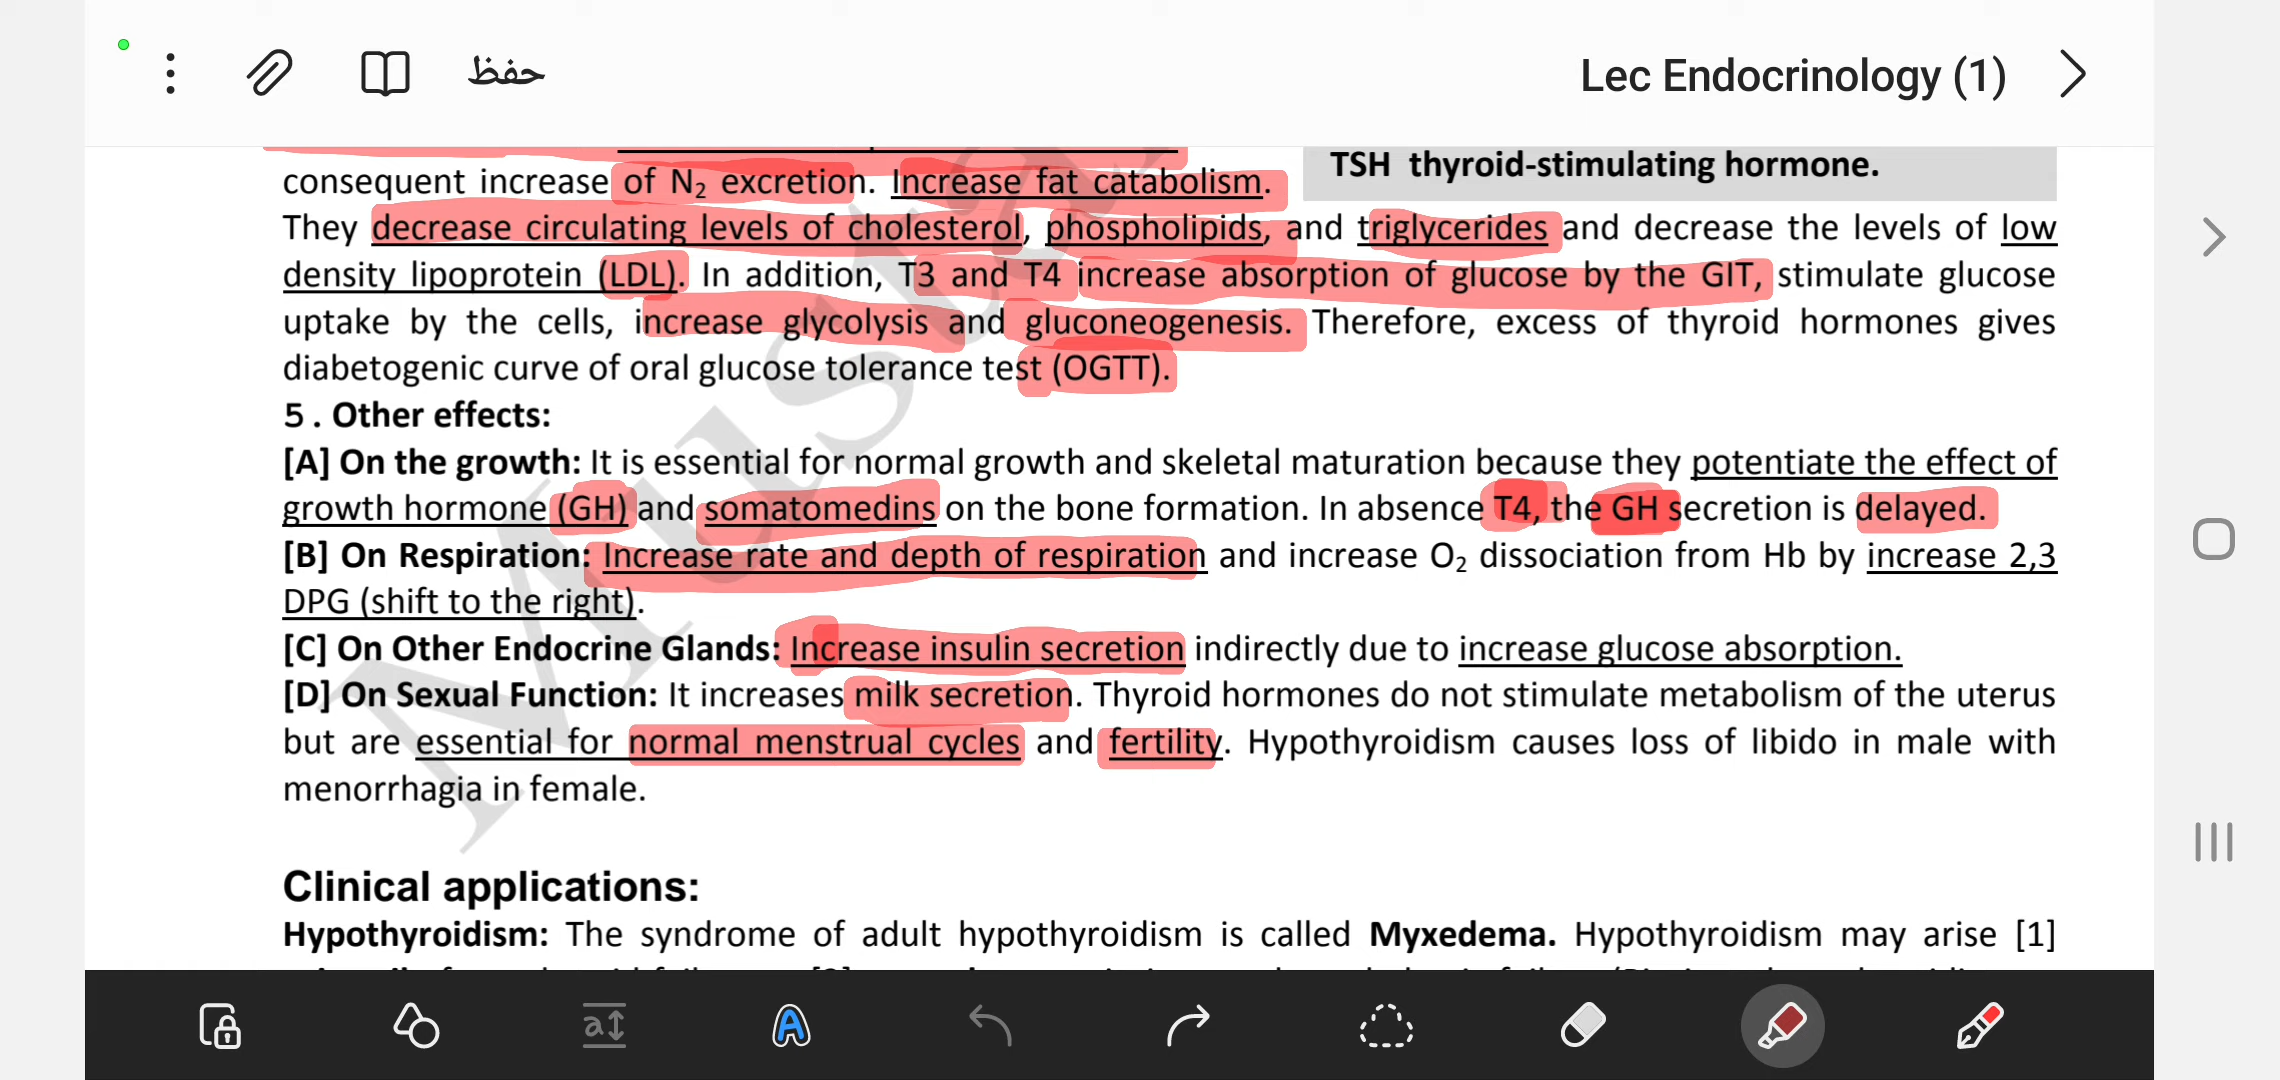 حفظ
Lec Endocrinology (1)
TSH thyroid-stimulating hormone.
consequent increase of N₂ excretion. Increase fat catabolism.
They decrease circulating levels of cholesterol, phospholipids, and triglycerides and decrease the levels of low
density lipoprotein (LDL). In addition, T3 and T4 increase absorption of glucose by the GIT, stimulate glucose
uptake by the cells, increase glycolysis and gluconeogenesis. Therefore, excess of thyroid hormones gives
diabetogenic curve of oral glucose tolerance test (OGTT).
5 . Other effects:
[A] On the growth: It is essential for normal growth and skeletal maturation because they potentiate the effect of
growth hormone (GH) and somatomedins on the bone formation. In absence T4, the GH secretion is delayed.
[B] On Respiration: Increase rate and depth of respiration and increase O₂ dissociation from Hb by increase 2,3
DPG (shift to the right).
[C] On Other Endocrine Glands: Increase insulin secretion indirectly due to increase glucose absorption.
[D] On Sexual Function: It increases milk secretion. Thyroid hormones do not stimulate metabolism of the uterus
but are essential for normal menstrual cycles and fertility. Hypothyroidism causes loss of libido in male with
menorrhagia in female.
Clinical applications:
Hypothyroidism: The syndrome of adult hypothyroidism is called Myxedema. Hypothyroidism may arise [1]